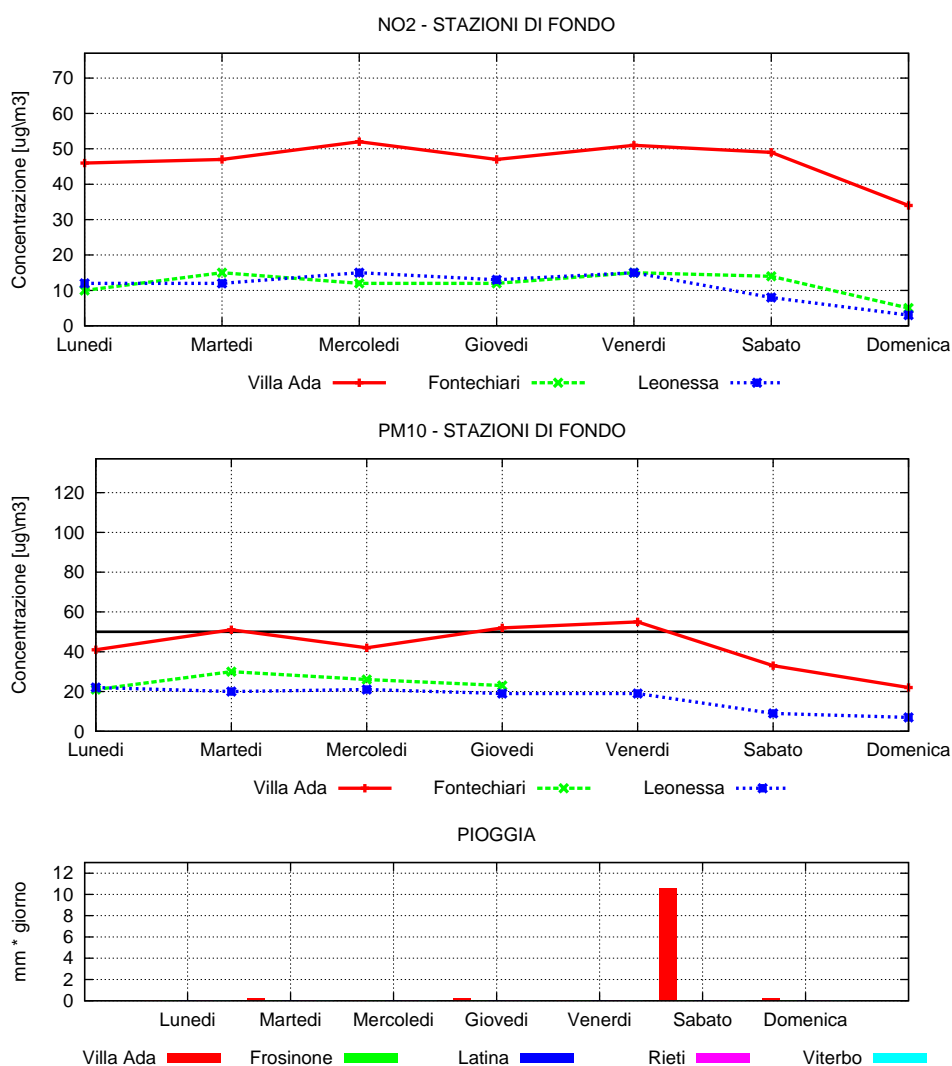 NO2 - STAZIONI DI FONDO
Concentrazione [ug\m3]
70
60
50
40
30
20
10
0
Lunedi Martedi Mercoledi Giovedi Venerdi Sabato Domenica
Villa Ada Fontechiari Leonessa
PM10 - STAZIONI DI FONDO
Concentrazione [ug\m3]
120
100
80
60
40
20
0
Lunedi Martedi Mercoledi Giovedi Venerdi Sabato Domenica
Villa Ada Fontechiari Leonessa
PIOGGIA
mm * giorno
12
10
8
6
4
2
0
Lunedi Martedi Mercoledi Giovedi Venerdi Sabato Domenica
Villa Ada Frosinone Latina Rieti Viterbo